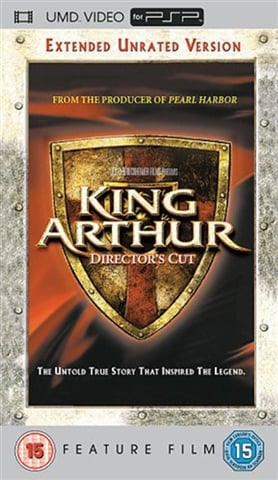 UMD VIDEO for PSP
EXTENDED UNRATED VERSION
FROM THE PRODUCER OF PEARL HARBOR
KING
ARTHUR
DIRECTOR'S CUT
THE UNTOLD TRUE STORY THAT INSPIRED THE LEGEND.
15 FEATURE FILM 15